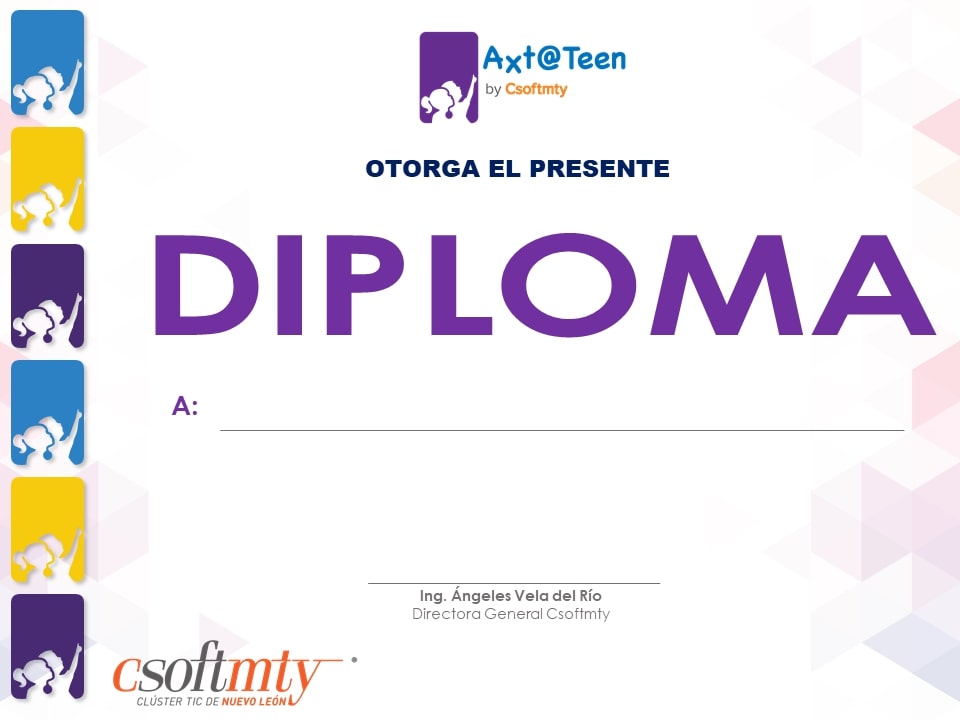 Axt@Teen
by Csoftmty
OTORGA EL PRESENTE
DIPLOMA
A:
Ing. Ángeles Vela del Río
Directora General Csoftmty
csoftmty
CLÚSTER TIC DE NUEVO LEÓN